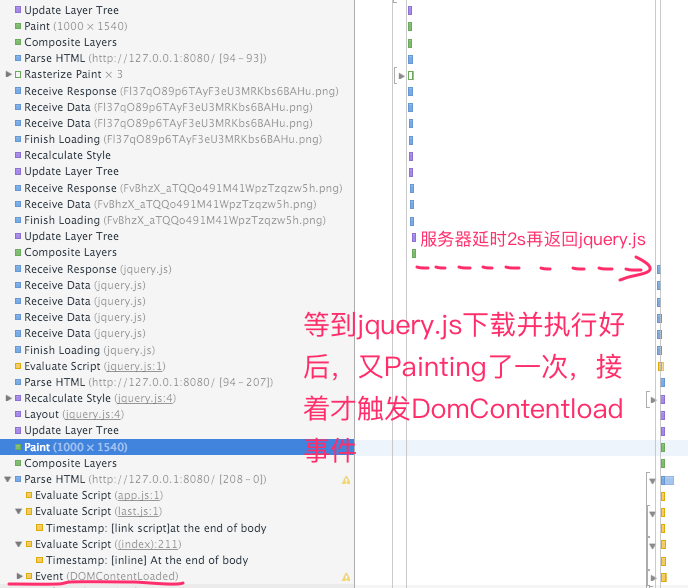 Update Layer Tree
Paint (1000 × 1540)
Composite Layers
Parse HTML (http://127.0.0.1:8080/ [94–93])
Rasterize Paint × 3
Receive Response (Fl37qO89p6TAyF3eU3MRKbs6BAHu.png)
Receive Data (Fl37qO89p6TAyF3eU3MRKbs6BAHu.png)
Receive Data (Fl37qO89p6TAyF3eU3MRKbs6BAHu.png)
Finish Loading (Fl37qO89p6TAyF3eU3MRKbs6BAHu.png)
Recalculate Style
Update Layer Tree
Receive Response (FvBhzX_aTQQo491M41WpzTzqzw5h.png)
Receive Data (FvBhzX_aTQQo491M41WpzTzqzw5h.png)
Finish Loading (FvBhzX_aTQQo491M41WpzTzqzw5h.png)
Update Layer Tree
服务器延时2s再返回jquery.js
Composite Layers
Receive Response (jquery.js)
Receive Data (jquery.js)
Receive Data (jquery.js)
Receive Data (jquery.js)
Receive Data (jquery.js)
Finish Loading (jquery.js)
Evaluate Script (jquery.js:1)
Parse HTML (http://127.0.0.1:8080/ [94–207])
Recalculate Style (jquery.js:4)
Layout (jquery.js:4)
Update Layer Tree
Paint (1000 × 1540)
Composite Layers
等到jquery.js下载并执行好
后，又Painting了一次，接
着才触发DomContentload
事件
Parse HTML (http://127.0.0.1:8080/ [208–0])
Evaluate Script (app.js:1)
Evaluate Script (last.js:1)
Timestamp: [link script]at the end of body
Evaluate Script ((index):211)
Timestamp: [inline] At the end of body
Event (DOMContentLoaded)